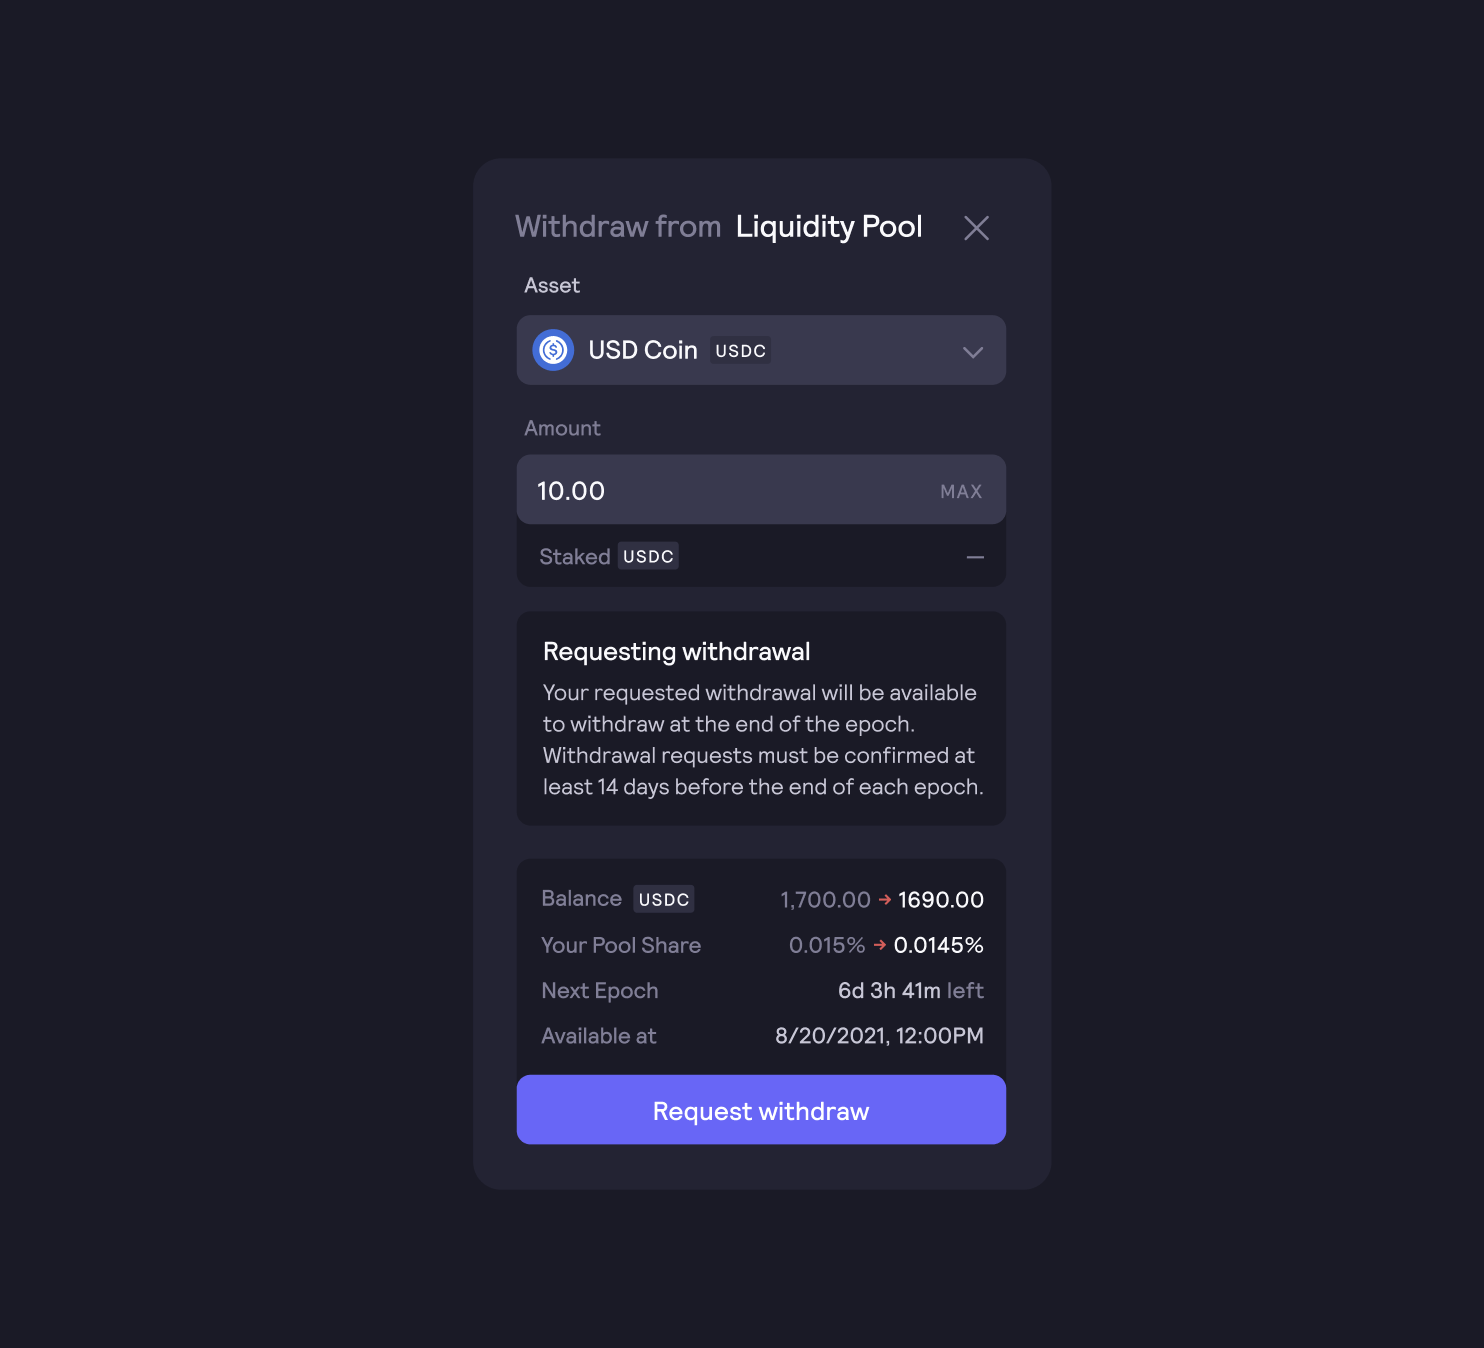 Withdraw from Liquidity Pool
Asset
USD Coin USDC
Amount
10.00 MAX
Staked USDC —
Requesting withdrawal
Your requested withdrawal will be available
to withdraw at the end of the epoch.
Withdrawal requests must be confirmed at
least 14 days before the end of each epoch.
Balance USDC 1,700.00 → 1690.00
Your Pool Share 0.015% → 0.0145%
Next Epoch 6d 3h 41m left
Available at 8/20/2021, 12:00PM
Request withdraw